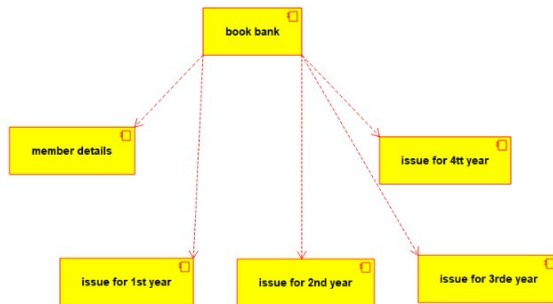 book bank
member details
issue for 4tt year
issue for 1st year
issue for 2nd year
issue for 3rde year